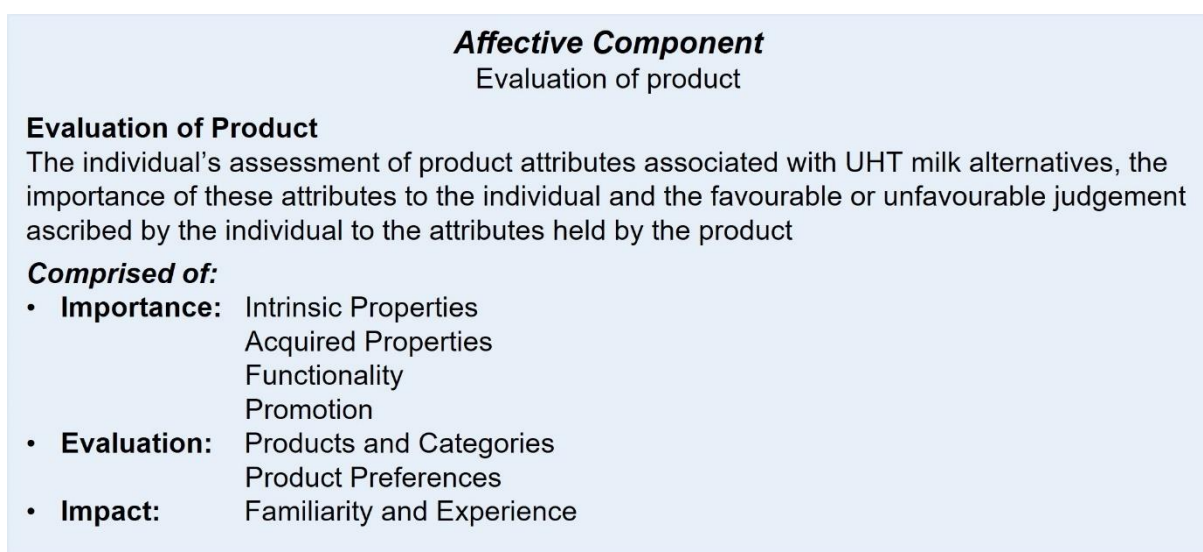 Affective Component
Evaluation of product
Evaluation of Product
The individual’s assessment of product attributes associated with UHT milk alternatives, the
importance of these attributes to the individual and the favourable or unfavourable judgement
ascribed by the individual to the attributes held by the product
Comprised of:
• Importance: Intrinsic Properties
Acquired Properties
Functionality
Promotion
• Evaluation: Products and Categories
Product Preferences
• Impact: Familiarity and Experience